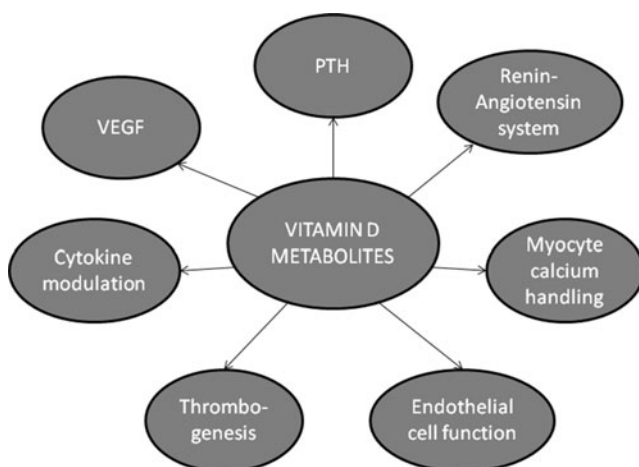 PTH
Renin-
Angiotensin
system
VEGF
VITAMIN D
METABOLITES
Cytokine
modulation
Myocyte
calcium
handling
Thrombo-
genesis
Endothelial
cell function